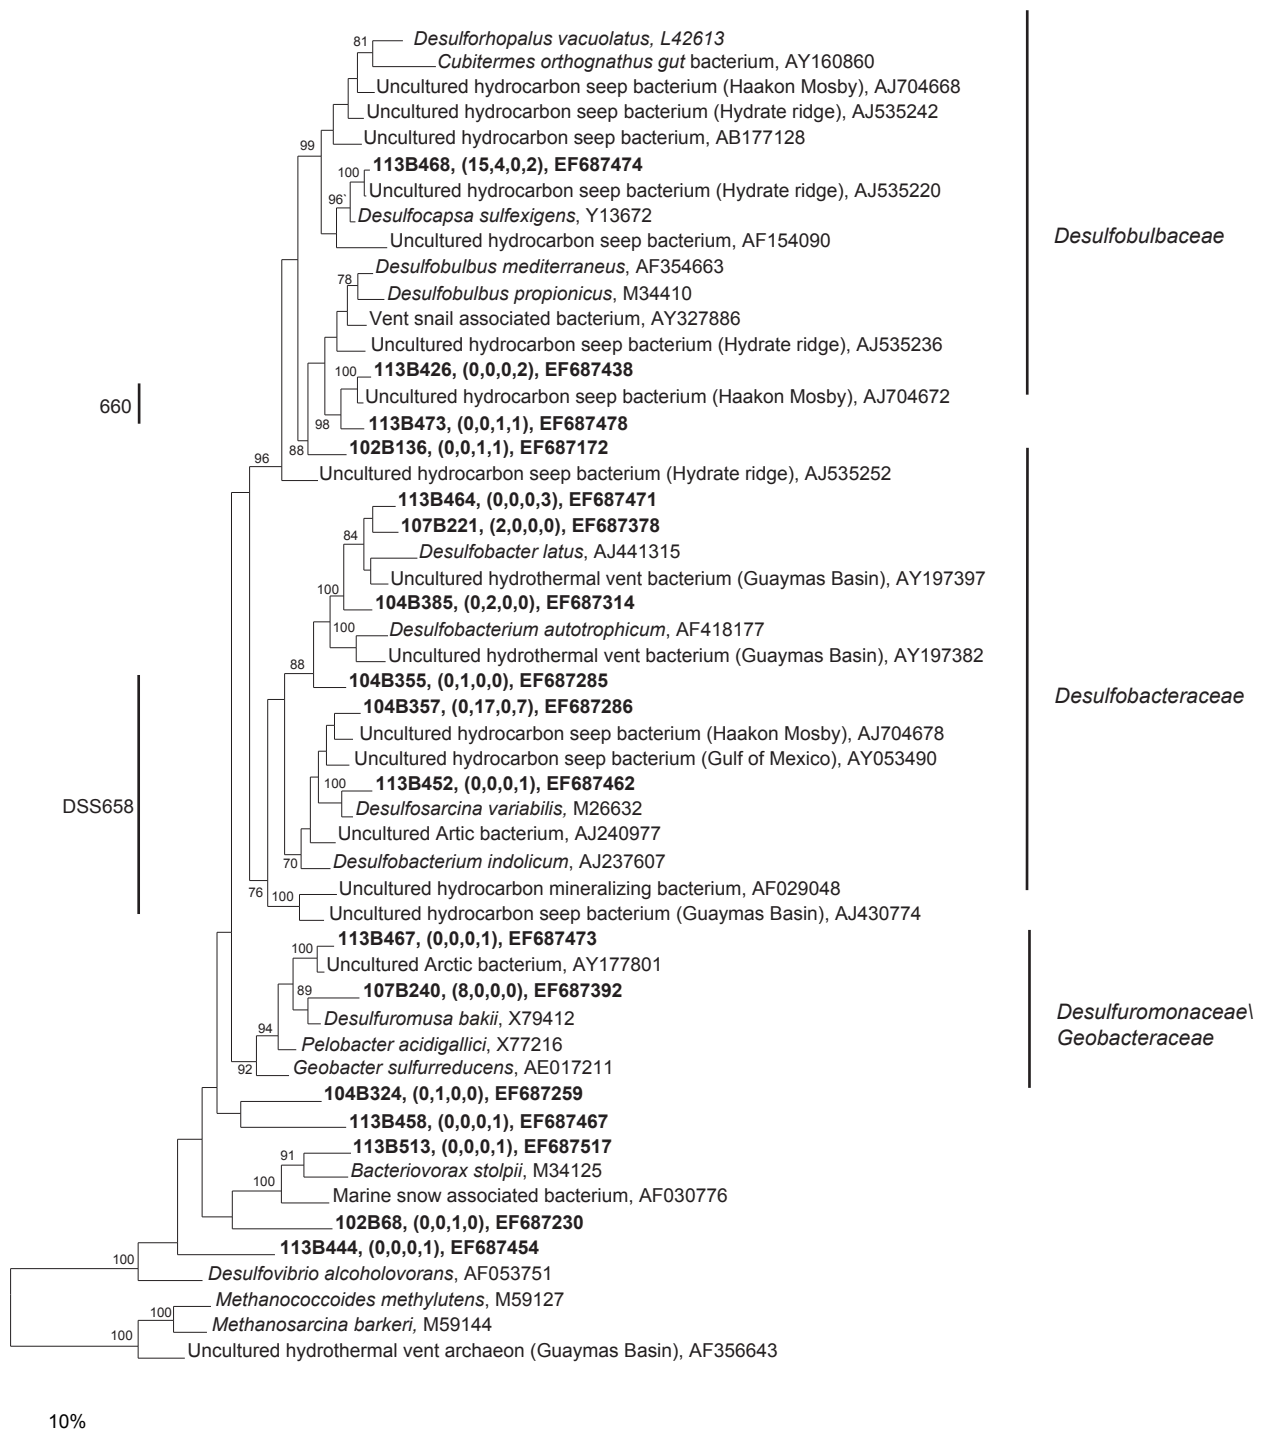 81
Desulforhopalus vacuolatus, L42613
Cubitermes orthognathus gut bacterium, AY160860
Uncultured hydrocarbon seep bacterium (Haakon Mosby), AJ704668
Uncultured hydrocarbon seep bacterium (Hydrate ridge), AJ535242
Uncultured hydrocarbon seep bacterium, AB177128
99
113B468, (15,4,0,2), EF687474
100
Uncultured hydrocarbon seep bacterium (Hydrate ridge), AJ535220
96`
Desulfocapsa sulfexigens, Y13672
Uncultured hydrocarbon seep bacterium, AF154090
Desulfobulbaceae
Desulfobulbus mediterraneus, AF354663
78
Desulfobulbus propionicus, M34410
Vent snail associated bacterium, AY327886
Uncultured hydrocarbon seep bacterium (Hydrate ridge), AJ535236
100
113B426, (0,0,0,2), EF687438
Uncultured hydrocarbon seep bacterium (Haakon Mosby), AJ704672
660
98
113B473, (0,0,1,1), EF687478
88
102B136, (0,0,1,1), EF687172
96
Uncultured hydrocarbon seep bacterium (Hydrate ridge), AJ535252
113B464, (0,0,0,3), EF687471
107B221, (2,0,0,0), EF687378
84
Desulfobacter latus, AJ441315
Uncultured hydrothermal vent bacterium (Guaymas Basin), AY197397
100
104B385, (0,2,0,0), EF687314
100
Desulfobacterium autotrophicum, AF418177
Uncultured hydrothermal vent bacterium (Guaymas Basin), AY197382
88
104B355, (0,1,0,0), EF687285
Desulfobacteraceae
104B357, (0,17,0,7), EF687286
Uncultured hydrocarbon seep bacterium (Haakon Mosby), AJ704678
Uncultured hydrocarbon seep bacterium (Gulf of Mexico), AY053490
100
113B452, (0,0,0,1), EF687462
DSS658
Desulfosarcina variabilis, M26632
Uncultured Artic bacterium, AJ240977
70
Desulfobacterium indolicum, AJ237607
76
100
Uncultured hydrocarbon mineralizing bacterium, AF029048
Uncultured hydrocarbon seep bacterium (Guaymas Basin), AJ430774
113B467, (0,0,0,1), EF687473
100
Uncultured Arctic bacterium, AY177801
89
107B240, (8,0,0,0), EF687392
Desulfuromonaceae\
Geobacteraceae
Desulfuromusa bakii, X79412
94
Pelobacter acidigallici, X77216
92
Geobacter sulfurreducens, AE017211
104B324, (0,1,0,0), EF687259
113B458, (0,0,0,1), EF687467
113B513, (0,0,0,1), EF687517
91
Bacteriovorax stolpii, M34125
100
Marine snow associated bacterium, AF030776
102B68, (0,0,1,0), EF687230
113B444, (0,0,0,1), EF687454
100
Desulfovibrio alcoholovorans, AF053751
Methanococcoides methylutens, M59127
100
Methanosarcina barkeri, M59144
100
Uncultured hydrothermal vent archaeon (Guaymas Basin), AF356643
10%